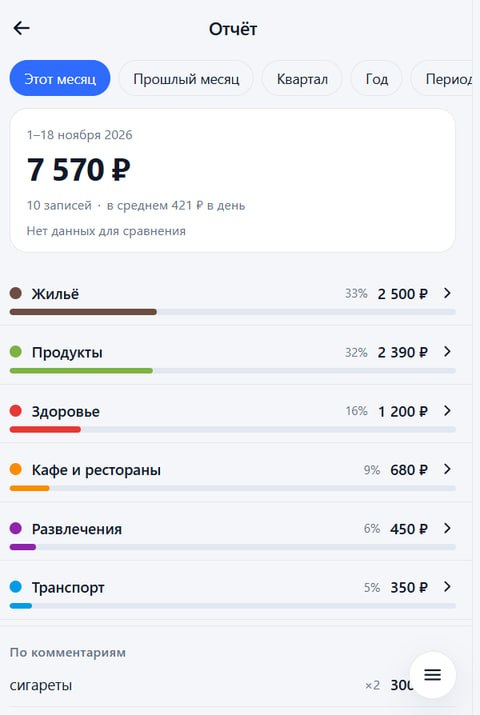 Отчёт
Этот месяц Прошлый месяц Квартал Год Период
1–18 ноября 2026
7 570 ₽
10 записей · в среднем 421 ₽ в день
Нет данных для сравнения
Жильё 33% 2 500 ₽
Продукты 32% 2 390 ₽
Здоровье 16% 1 200 ₽
Кафе и рестораны 9% 680 ₽
Развлечения 6% 450 ₽
Транспорт 5% 350 ₽
По комментариям
сигареты ×2 300